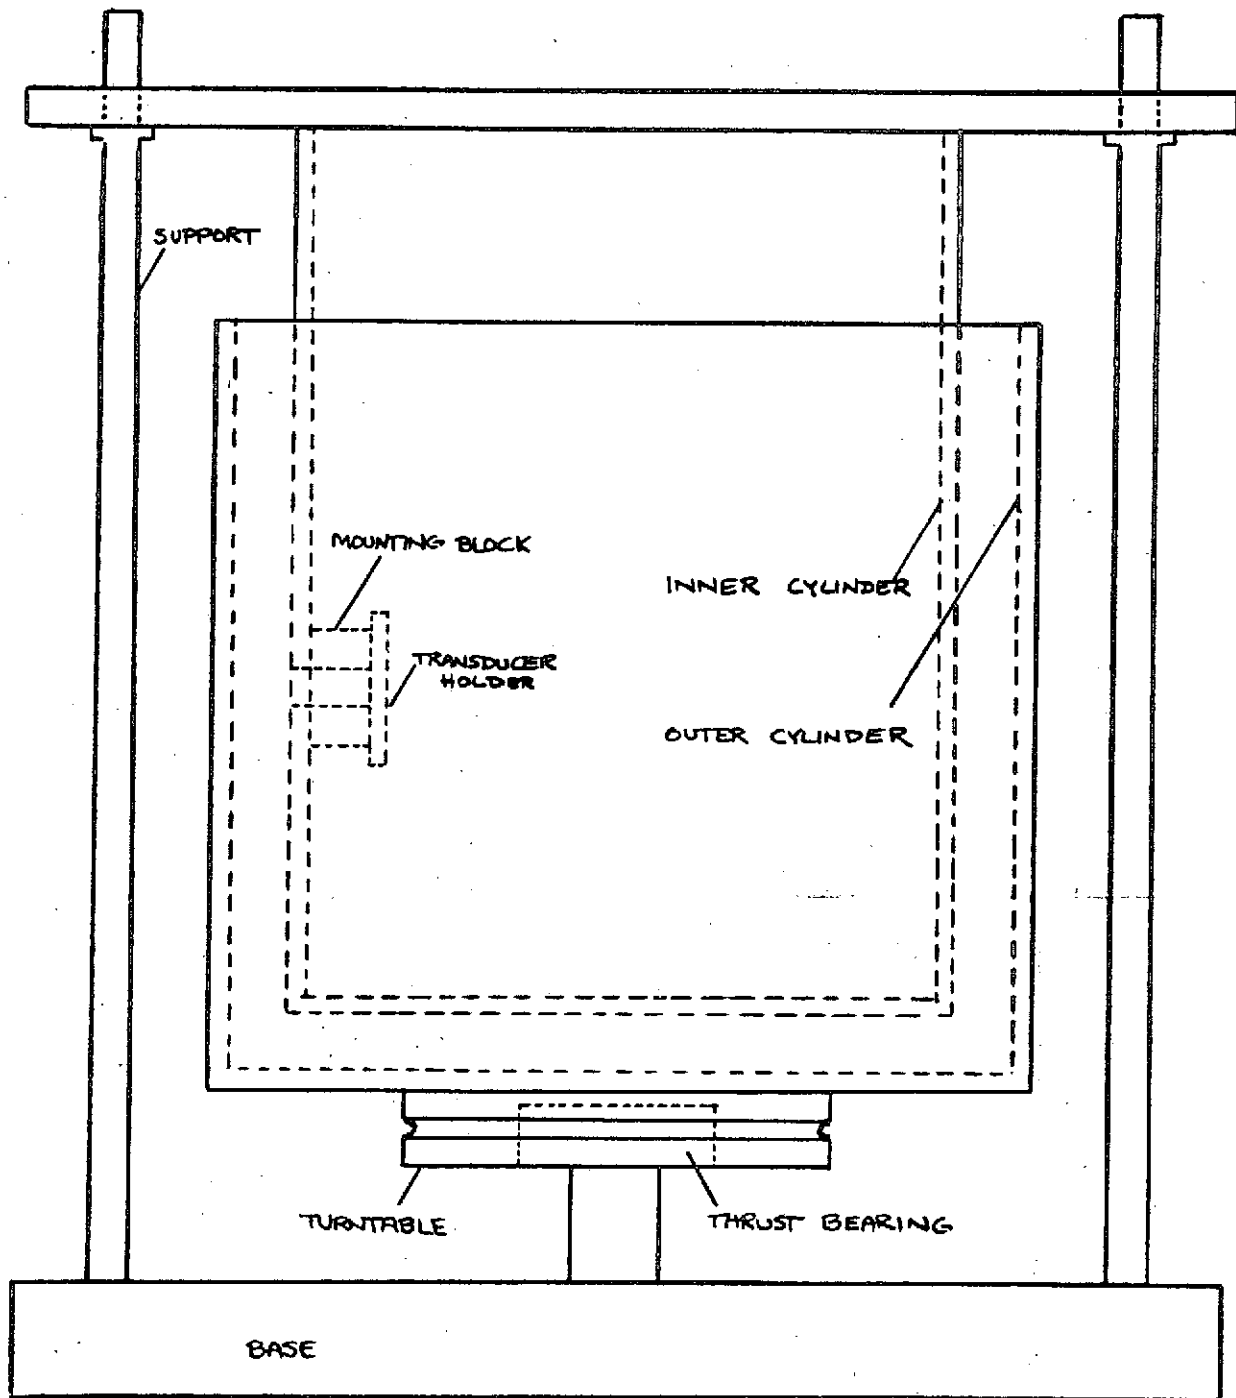 SUPPORT
MOUNTING BLOCK
INNER CYLINDER
TRANSDUCER
HOLDER
OUTER CYLINDER
TURNTABLE
THRUST BEARING
BASE